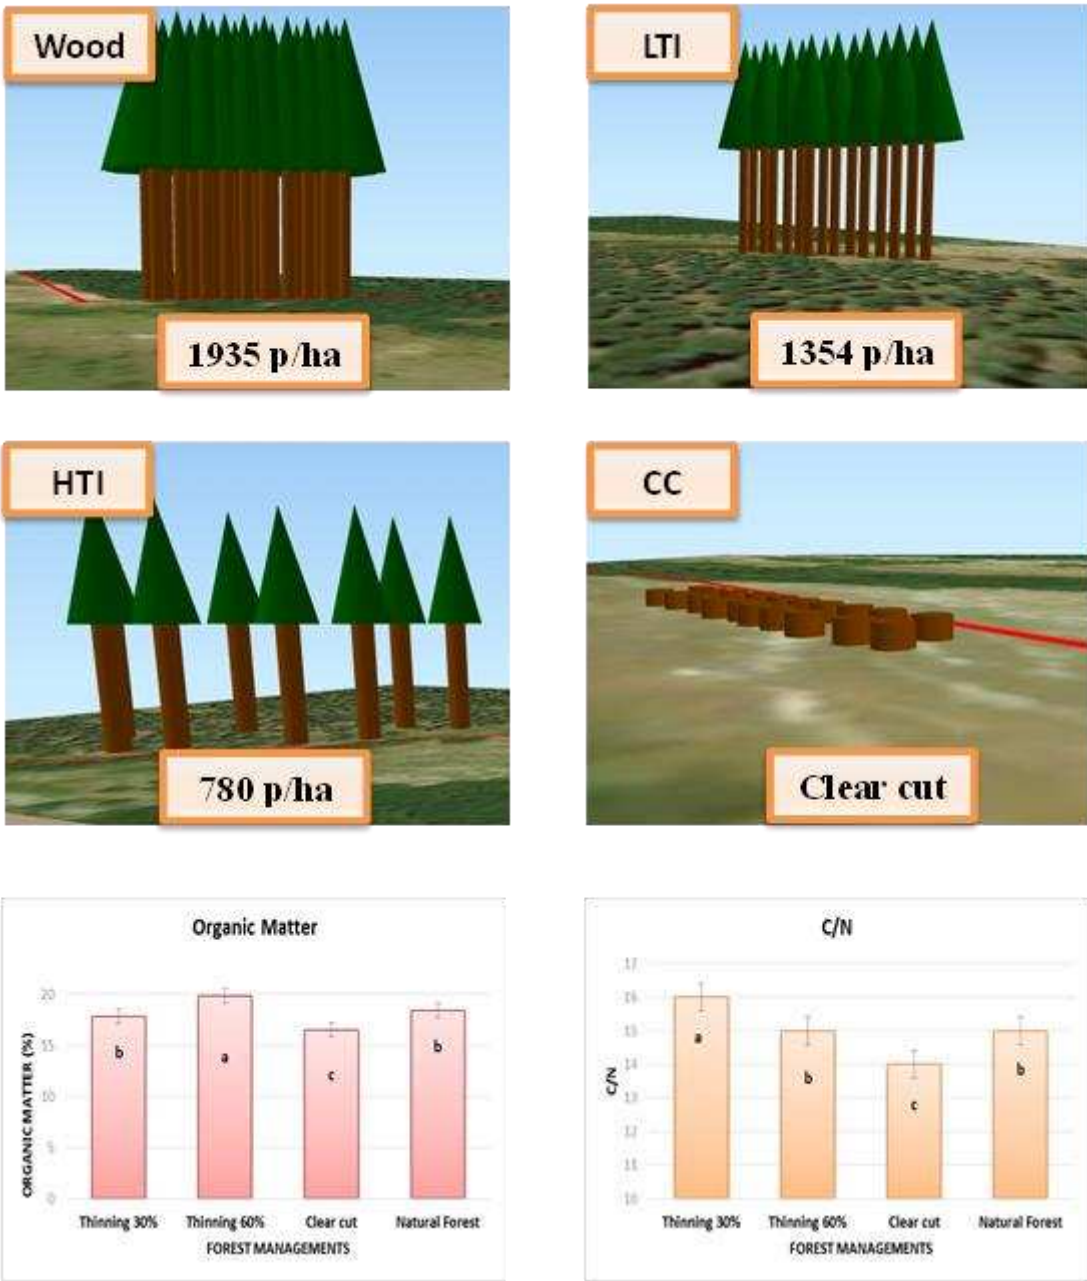 Wood
1935 p/ha
LTI
1354 p/ha
HTI
780 p/ha
CC
Clear cut
Organic Matter
ORGANIC MATTER (%)
20
15
10
5
0
b
a
c
b
Thinning 30% Thinning 60% Clear cut Natural Forest
FOREST MANAGEMENTS
C/N
C/N
17
16
15
14
13
12
11
10
a
b
c
b
Thinning 30% Thinning 60% Clear cut Natural Forest
FOREST MANAGEMENTS